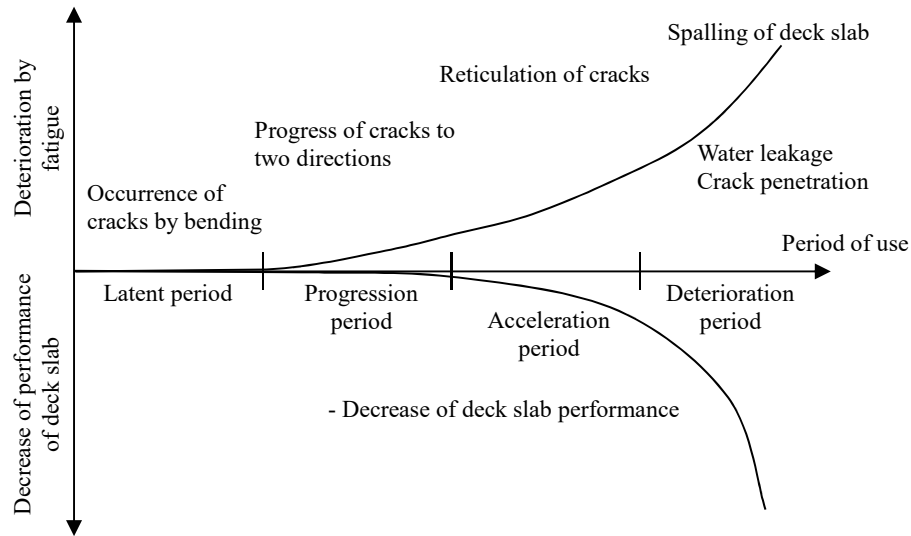 Spalling of deck slab
Reticulation of cracks
Progress of cracks to
two directions
Water leakage
Crack penetration
Occurrence of
cracks by bending
Deterioration by
fatigue
Period of use
Latent period
Progression
period
Acceleration
period
Deterioration
period
Decrease of performance
of deck slab
- Decrease of deck slab performance